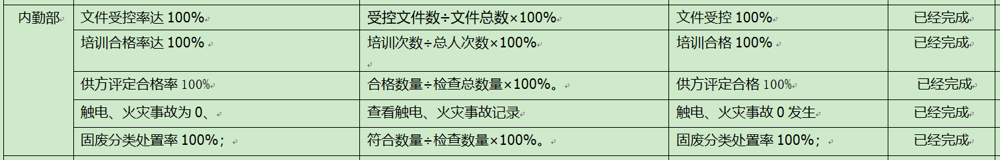 内勤部 文件受控率达 100% 受控文件数÷文件总数×100% 文件受控 100% 已经完成
培训合格率达 100% 培训次数÷总人次数×100% 培训合格 100% 已经完成
供方评定合格率 100% 合格数量÷检查总数量×100%。 供方评定合格 100% 已经完成
触电、火灾事故为 0、 查看触电、火灾事故记录 触电、火灾事故 0 发生 已经完成
固废分类处置率 100%； 符合数量÷检查数量×100%。 固废分类处置率 100%； 已经完成